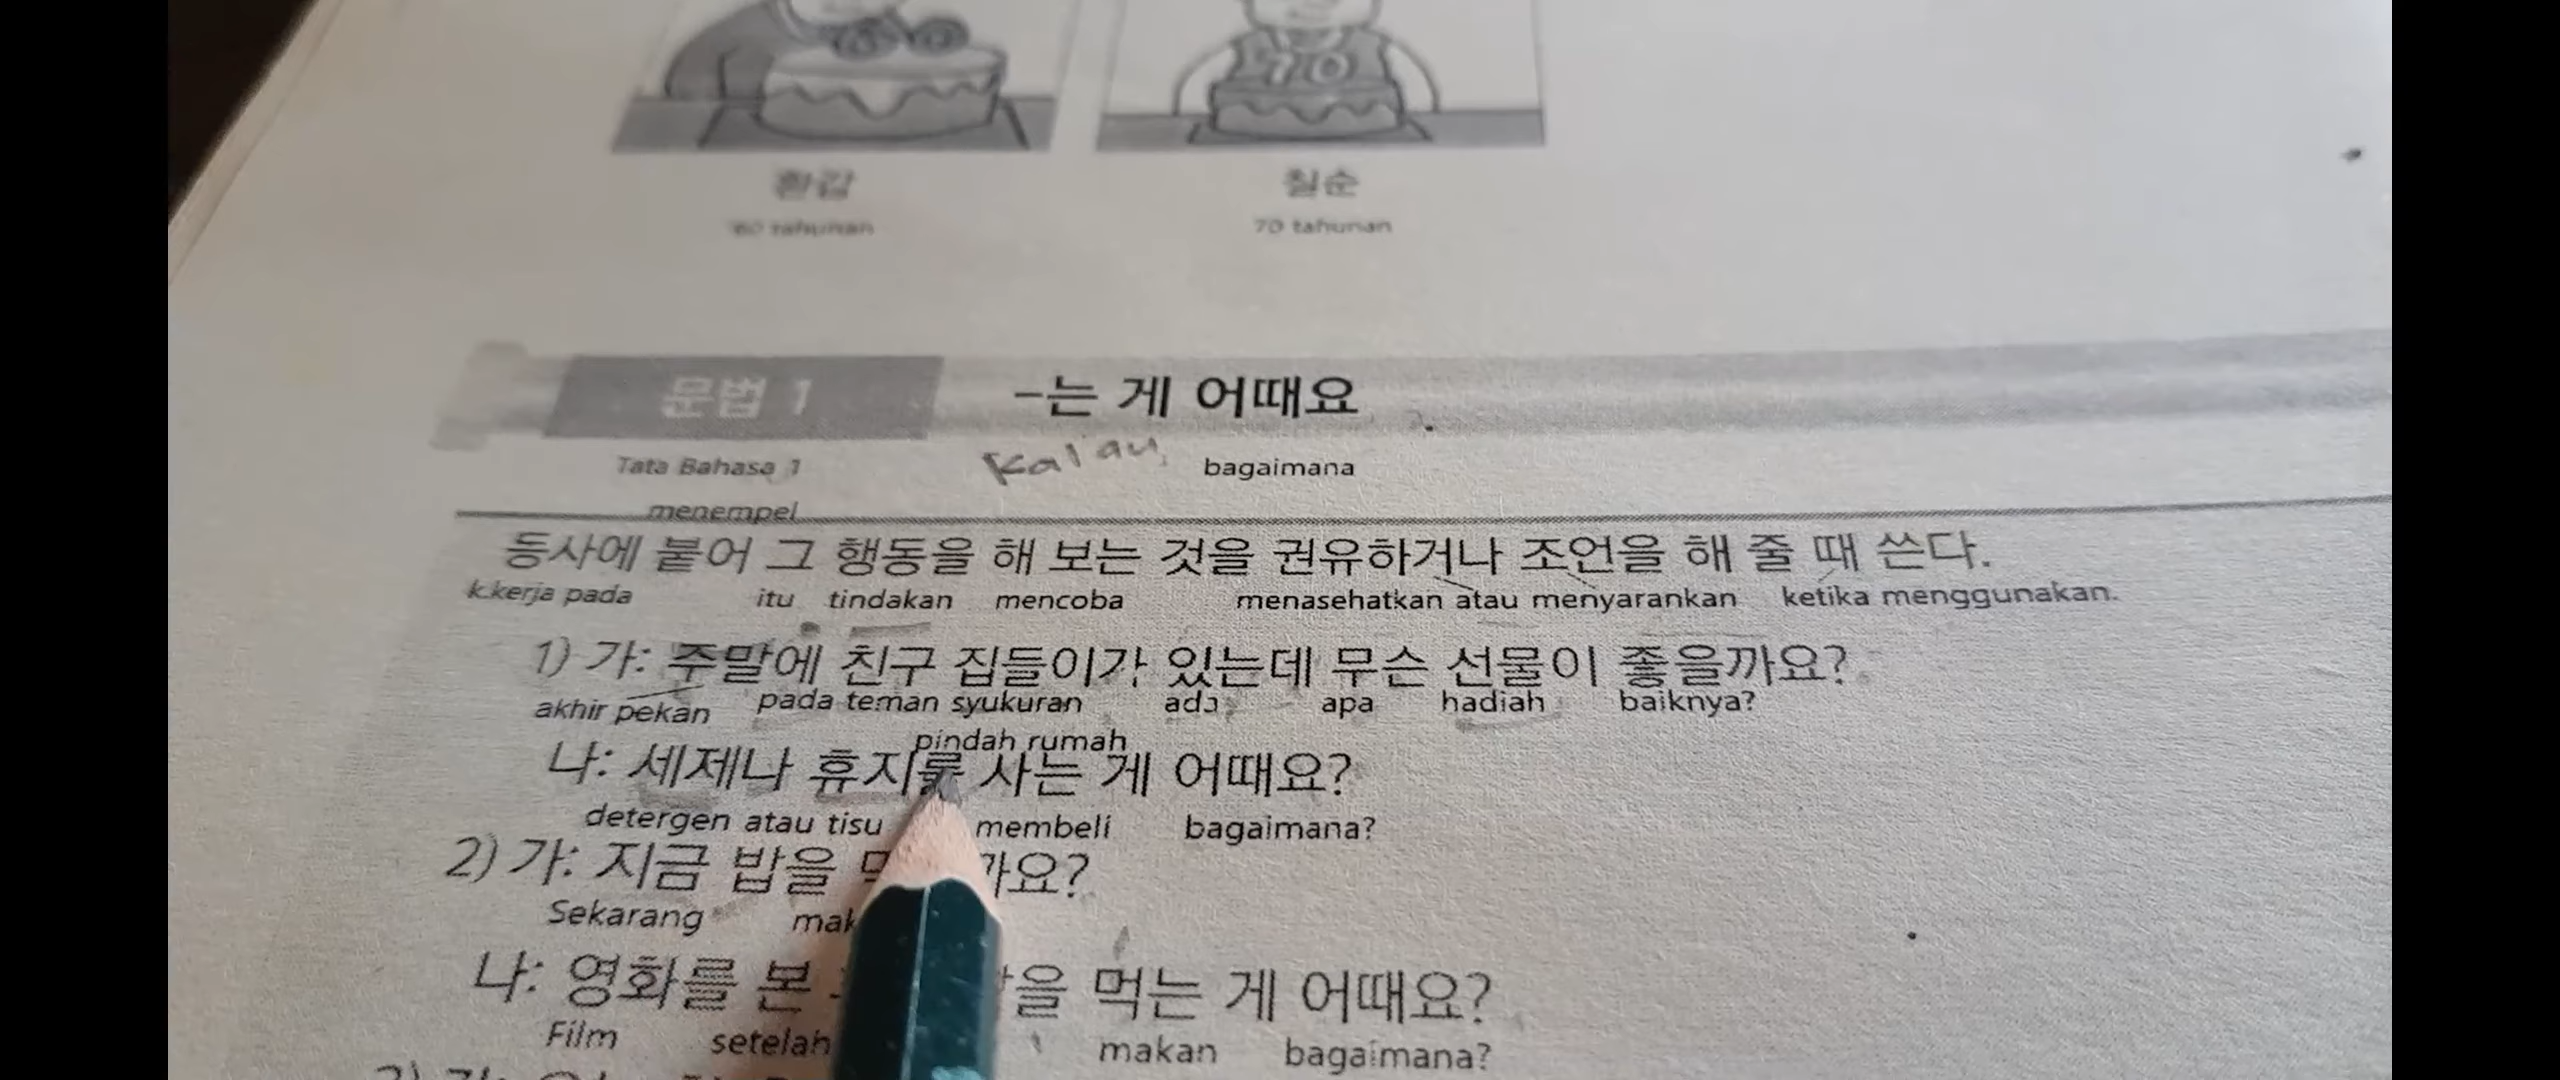 70
환갑 칠순
60 tahunan 70 tahunan
문법 1 -는 게 어때요
Kalau, bagaimana
Tata Bahasa 1
menempel
동사에 붙어 그 행동을 해 보는 것을 권유하거나 조언을 해 줄 때 쓴다.
k.kerja pada itu tindakan mencoba menasehatkan atau menyarankan ketika menggunakan.
1) 가: 주말에 친구 집들이가 있는데 무슨 선물이 좋을까요?
akhir pekan pada teman syukuran ada apa hadiah baiknya?
pindah rumah
나: 세제나 휴지를 사는 게 어때요?
detergen atau tisu membeli bagaimana?
2) 가: 지금 밥을 까요?
Sekarang mak
나: 영화를 본 을 먹는 게 어때요?
Film setelah makan bagaimana?